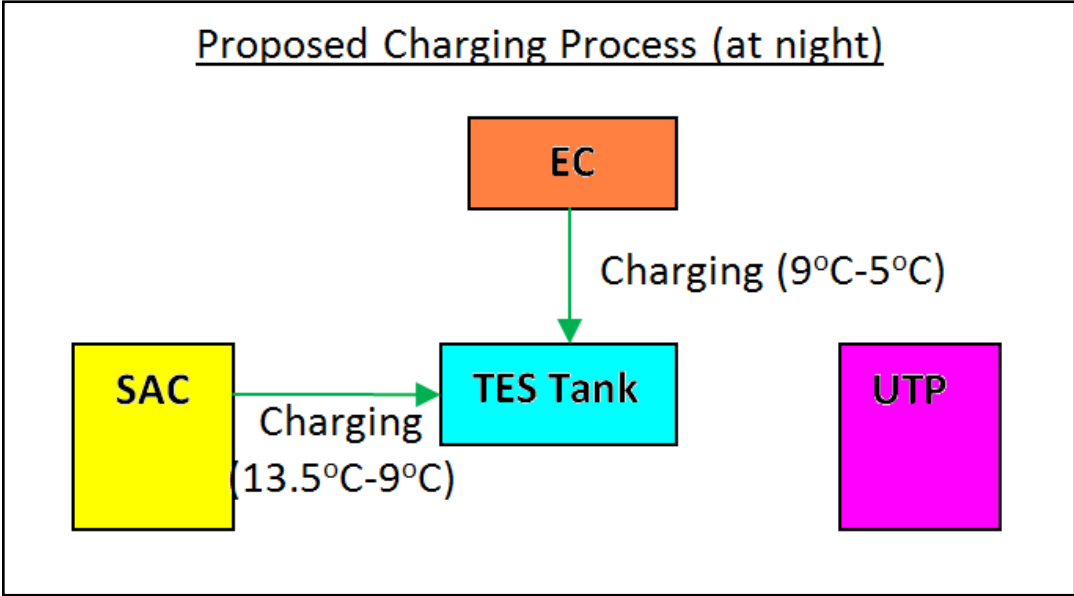 Proposed Charging Process (at night)
EC
Charging (9°C-5°C)
SAC
TES Tank
UTP
Charging
(13.5°C-9°C)